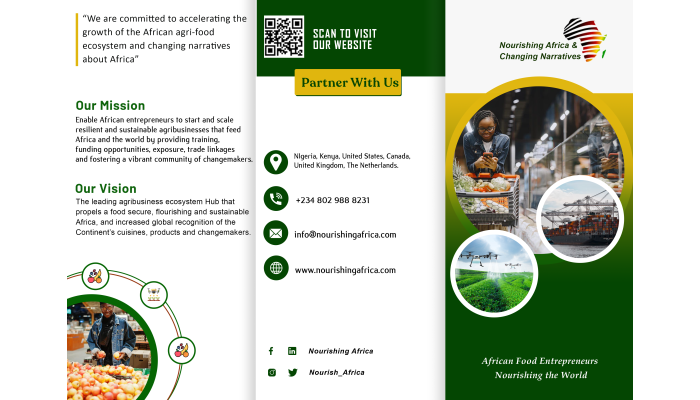 “We are committed to accelerating the
growth of the African agri-food
ecosystem and changing narratives
about Africa”
Our Mission
Enable African entrepreneurs to start and scale
resilient and sustainable agribusinesses that feed
Africa and the world by providing training,
funding opportunities, exposure, trade linkages
and fostering a vibrant community of changemakers.
Our Vision
The leading agribusiness ecosystem Hub that
propels a food secure, flourishing and sustainable
Africa, and increased global recognition of the
Continent’s cuisines, products and changemakers.
SCAN TO VISIT
OUR WEBSITE
Partner With Us
Nigeria, Kenya, United States, Canada,
United Kingdom, The Netherlands.
+234 802 988 8231
info@nourishingafrica.com
www.nourishingafrica.com
Nourishing Africa
Nourish_Africa
Nourishing Africa &
Changing Narratives
African Food Entrepreneurs
Nourishing the World